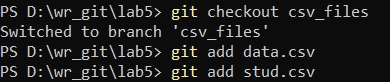 PS D:\wr_git\lab5> git checkout csv_files
Switched to branch 'csv_files'
PS D:\wr_git\lab5> git add data.csv
PS D:\wr_git\lab5> git add stud.csv